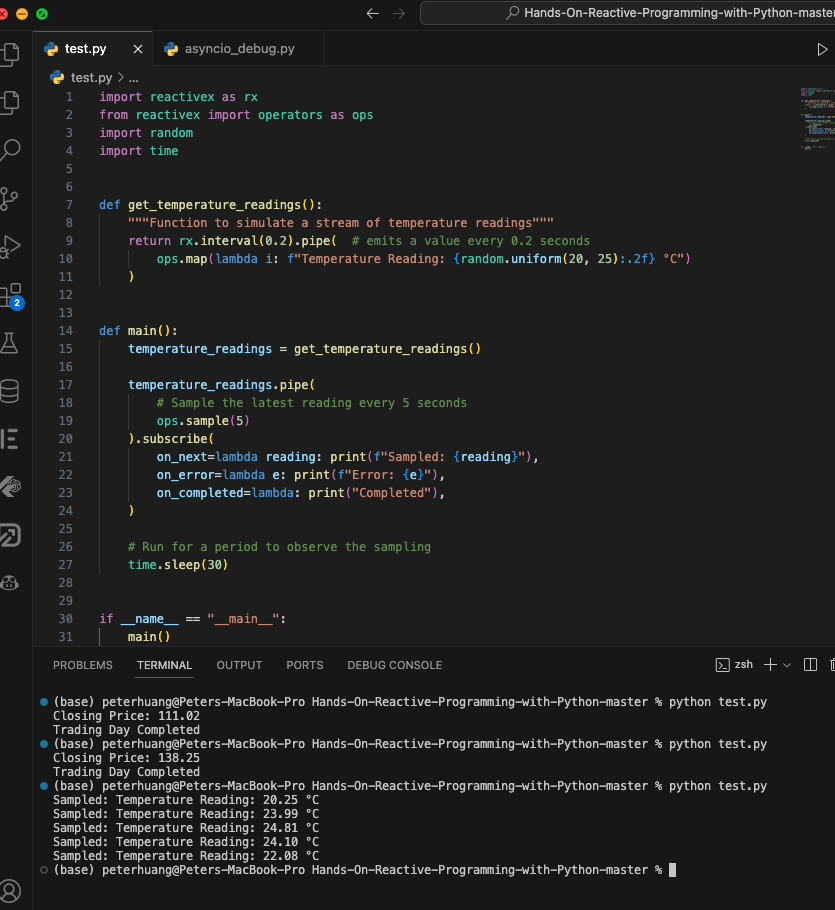 Hands-On-Reactive-Programming-with-Python-master
test.py
asyncio_debug.py
test.py > ...
1 import reactivex as rx
2 from reactivex import operators as ops
3 import random
4 import time
5
6
7 def get_temperature_readings():
8     """Function to simulate a stream of temperature readings"""
9     return rx.interval(0.2).pipe(  # emits a value every 0.2 seconds
10         ops.map(lambda i: f"Temperature Reading: {random.uniform(20, 25):.2f} °C")
11     )
12
13
14 def main():
15     temperature_readings = get_temperature_readings()
16
17     temperature_readings.pipe(
18         # Sample the latest reading every 5 seconds
19         ops.sample(5)
20     ).subscribe(
21         on_next=lambda reading: print(f"Sampled: {reading}"),
22         on_error=lambda e: print(f"Error: {e}"),
23         on_completed=lambda: print("Completed"),
24     )
25
26     # Run for a period to observe the sampling
27     time.sleep(30)
28
29
30 if __name__ == "__main__":
31     main()
2
PROBLEMS TERMINAL OUTPUT PORTS DEBUG CONSOLE zsh
(base) peterhuang@Peters-MacBook-Pro Hands-On-Reactive-Programming-with-Python-master % python test.py
Closing Price: 111.02
Trading Day Completed
(base) peterhuang@Peters-MacBook-Pro Hands-On-Reactive-Programming-with-Python-master % python test.py
Closing Price: 138.25
Trading Day Completed
(base) peterhuang@Peters-MacBook-Pro Hands-On-Reactive-Programming-with-Python-master % python test.py
Sampled: Temperature Reading: 20.25 °C
Sampled: Temperature Reading: 23.99 °C
Sampled: Temperature Reading: 24.81 °C
Sampled: Temperature Reading: 24.10 °C
Sampled: Temperature Reading: 22.08 °C
(base) peterhuang@Peters-MacBook-Pro Hands-On-Reactive-Programming-with-Python-master %